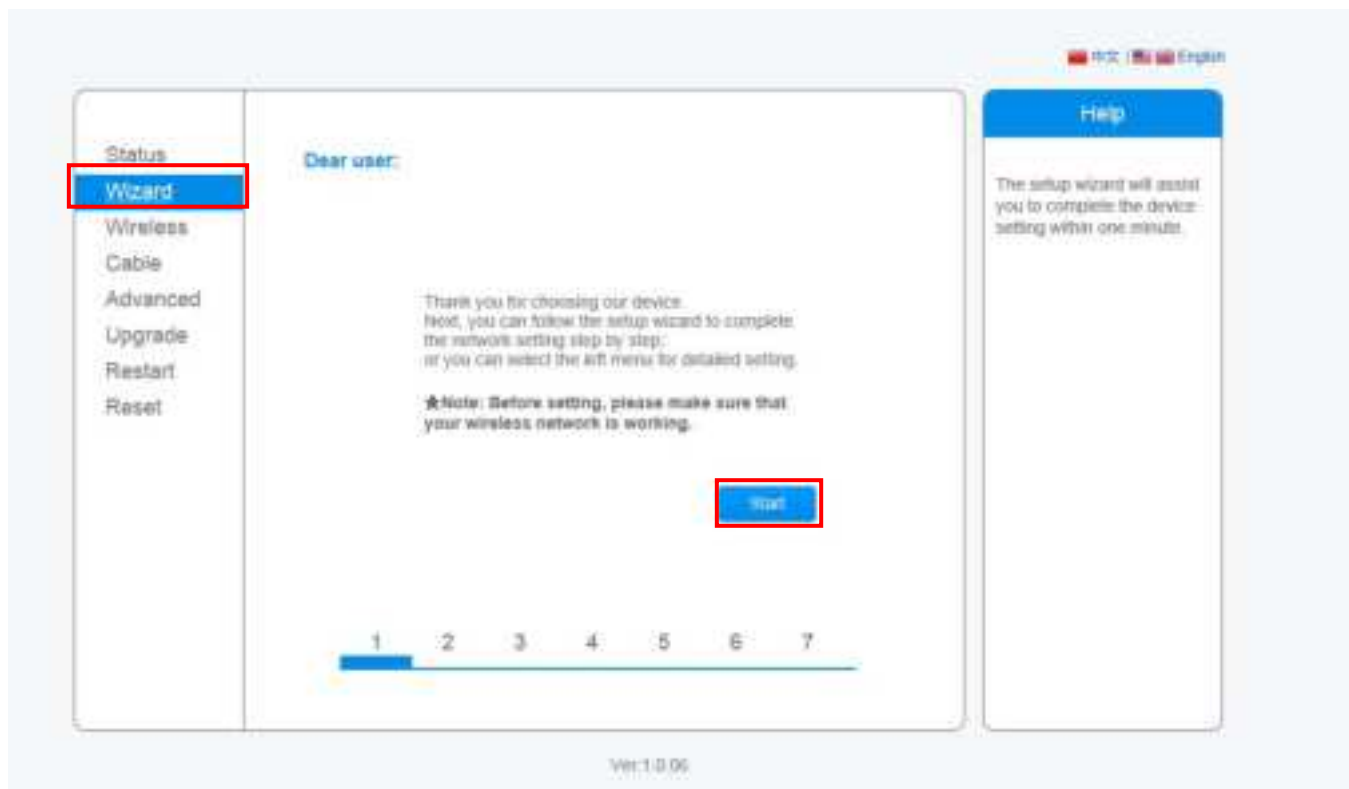 中文 | English
Help
Status
Wizard
Wireless
Cable
Advanced
Upgrade
Restart
Reset
Dear user:
Thank you for choosing our device.
Next, you can follow the setup wizard to complete
the network setting step by step;
or you can select the left menu for detailed setting.
★Note: Before setting, please make sure that
your wireless network is working.
Start
1 2 3 4 5 6 7
The setup wizard will assist
you to complete the device
setting within one minute.
Ver:1.0.06